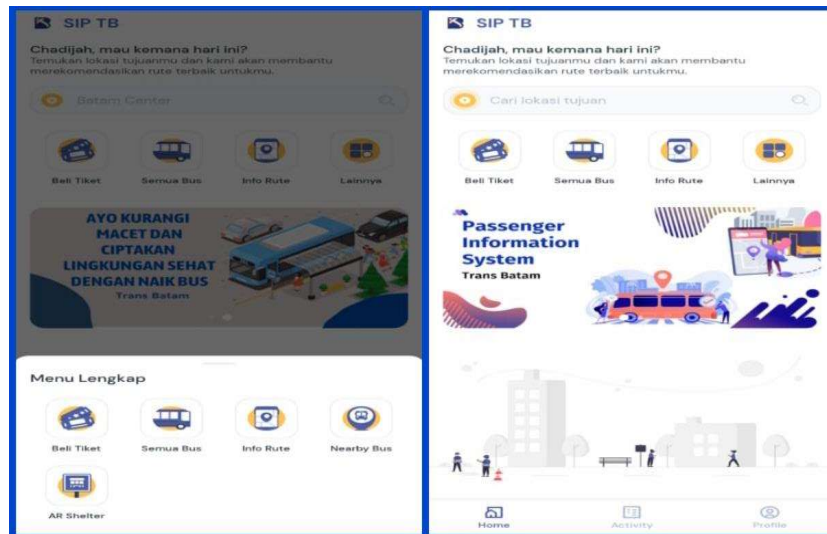 SIP TB
Chadijah, mau kemana hari ini?
Temukan lokasi tujuanmu dan kami akan membantu
merekomendasikan rute terbaik untukmu.
Batam Center
Beli Tiket
Semua Bus
Info Rute
Lainnya
AYO KURANGI
MACET DAN
CIPTAKAN
LINGKUNGAN SEHAT
DENGAN NAIK BUS
Trans Batam
Menu Lengkap
Beli Tiket
Semua Bus
Info Rute
Nearby Bus
AR Shelter
SIP TB
Chadijah, mau kemana hari ini?
Temukan lokasi tujuanmu dan kami akan membantu
merekomendasikan rute terbaik untukmu.
Cari lokasi tujuan
Beli Tiket
Semua Bus
Info Rute
Lainnya
Passenger
Information
System
Trans Batam
Home
Activity
Profile